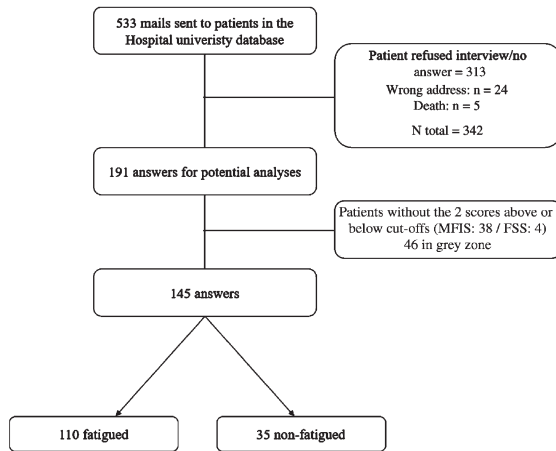 533 mails sent to patients in the
Hospital univeristy database
Patient refused interview/no
answer = 313
Wrong address: n = 24
Death: n = 5
N total = 342
191 answers for potential analyses
Patients without the 2 scores above or
below cut-offs (MFIS: 38 / FSS: 4)
46 in grey zone
145 answers
110 fatigued
35 non-fatigued